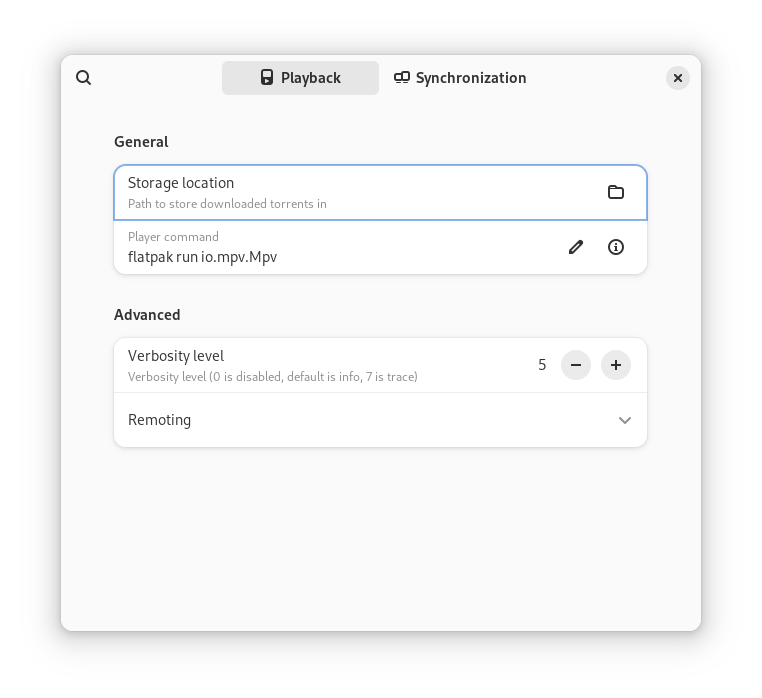 Playback
Synchronization
General
Storage location
Path to store downloaded torrents in
Player command
flatpak run io.mpv.Mpv
Advanced
Verbosity level
Verbosity level (0 is disabled, default is info, 7 is trace)
5
Remoting